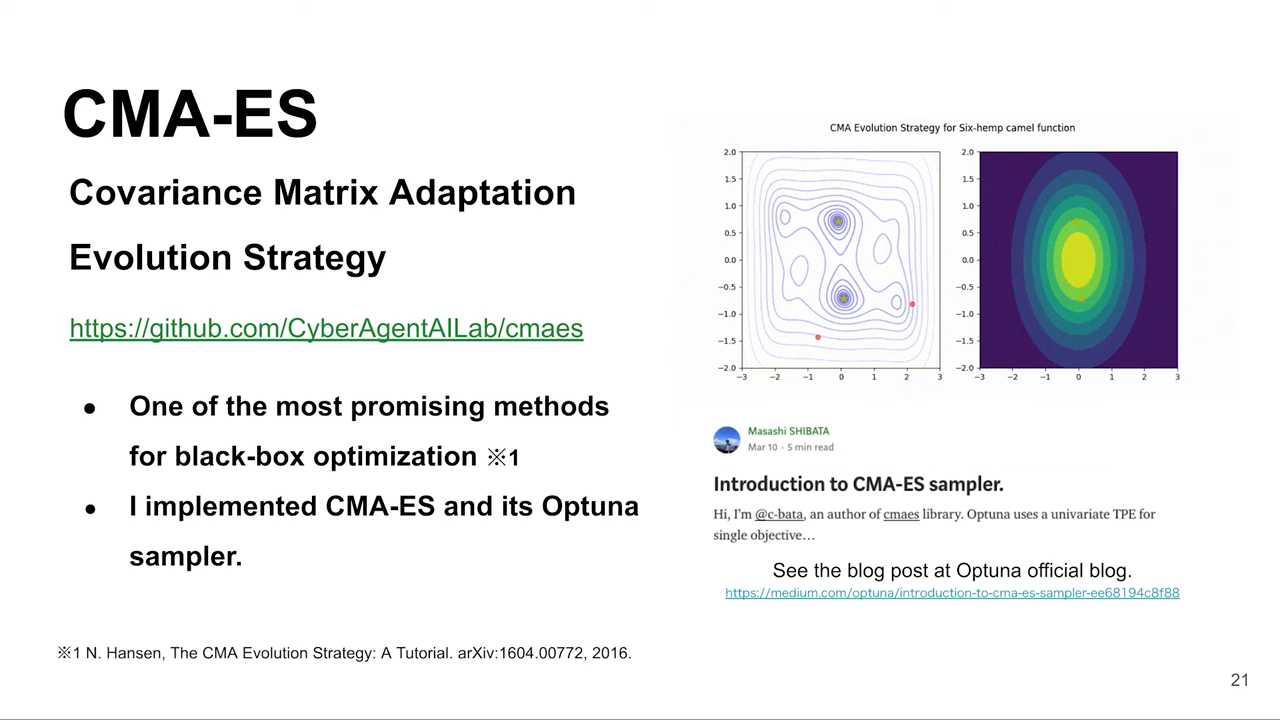 CMA-ES
Covariance Matrix Adaptation
Evolution Strategy
https://github.com/CyberAgentAILab/cmaes
● One of the most promising methods
for black-box optimization ※1
● I implemented CMA-ES and its Optuna
sampler.
※1 N. Hansen, The CMA Evolution Strategy: A Tutorial. arXiv:1604.00772, 2016.
CMA Evolution Strategy for Six-hemp camel function
2.0
1.5
1.0
0.5
0.0
−0.5
−1.0
−1.5
−2.0
−3 −2 −1 0 1 2 3
2.0
1.5
1.0
0.5
0.0
−0.5
−1.0
−1.5
−2.0
−3 −2 −1 0 1 2 3
Masashi SHIBATA
Mar 10 · 5 min read
Introduction to CMA-ES sampler.
Hi, I'm @c-bata, an author of cmaes library. Optuna uses a univariate TPE for
single objective…
See the blog post at Optuna official blog.
https://medium.com/optuna/introduction-to-cma-es-sampler-ee68194c8f88
21